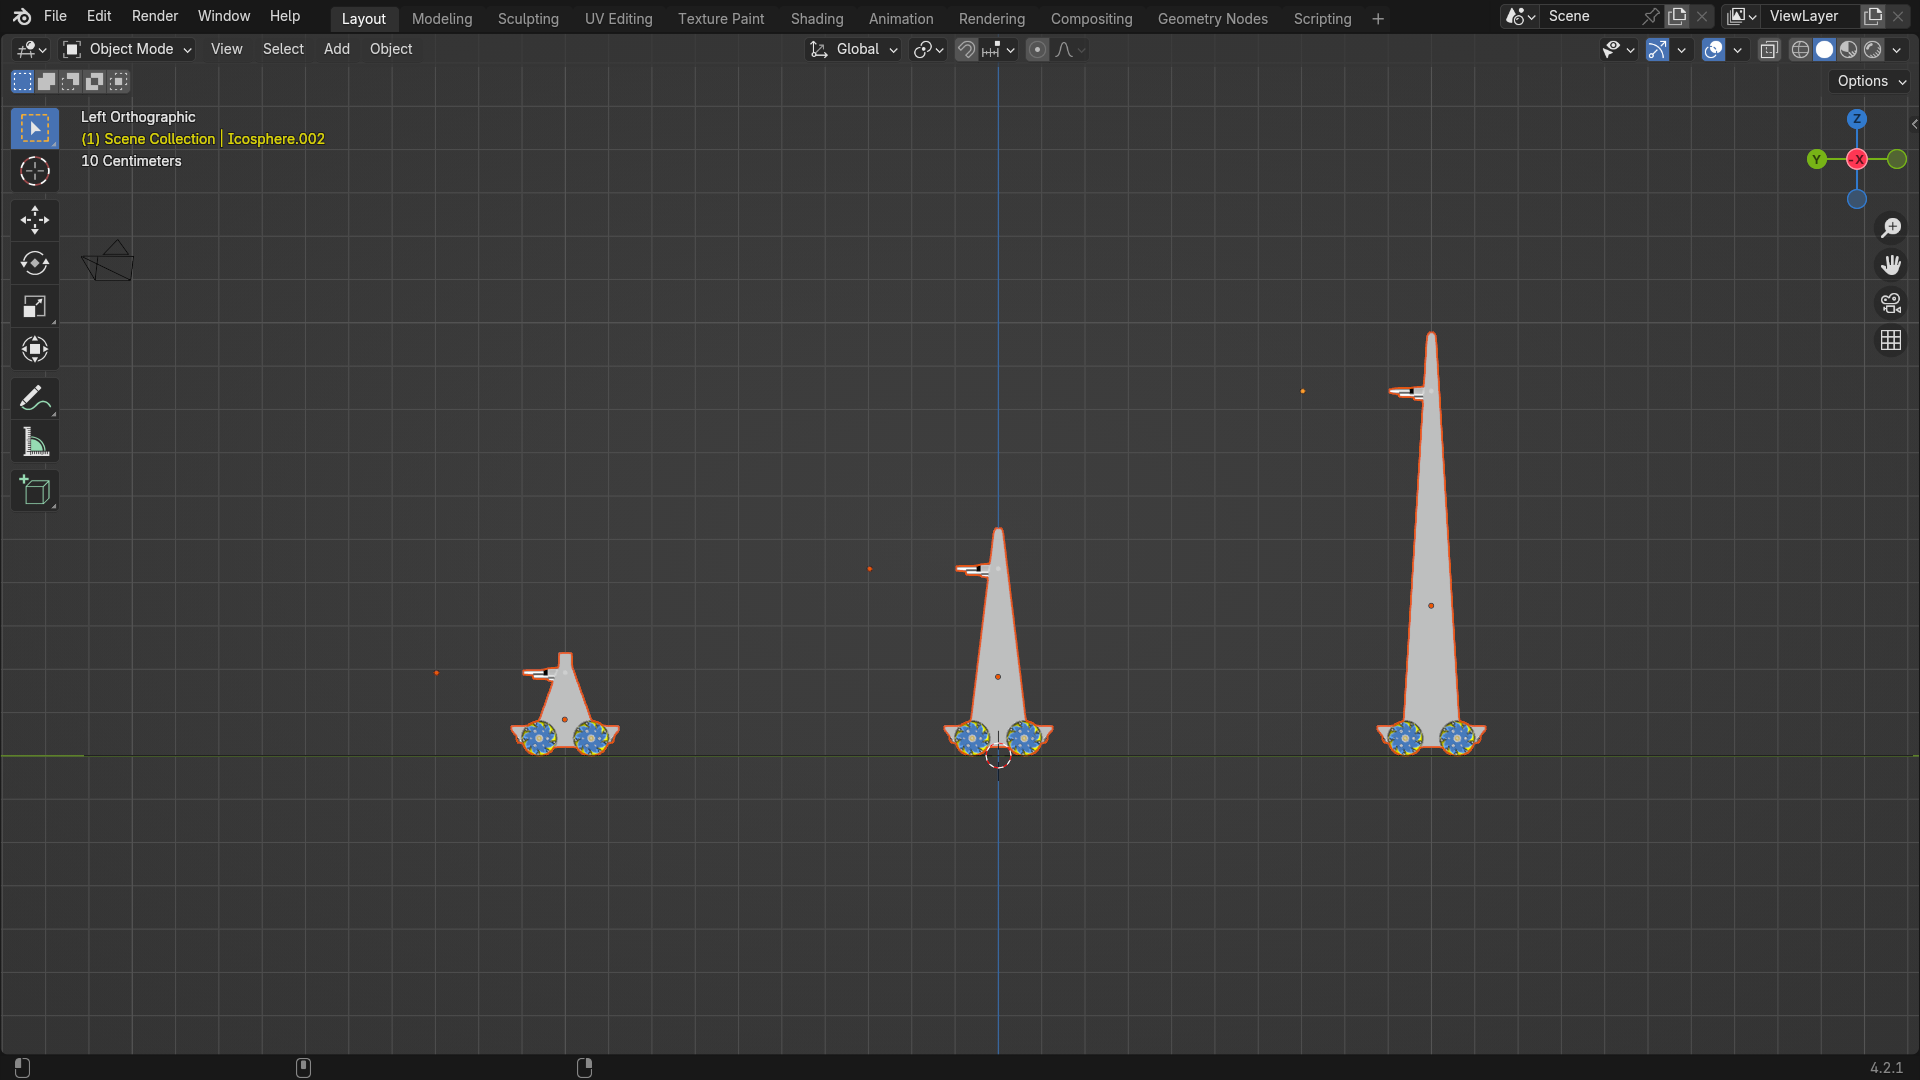 File Edit Render Window Help Layout Modeling Sculpting UV Editing Texture Paint Shading Animation Rendering Compositing Geometry Nodes Scripting + Scene ViewLayer
Object Mode View Select Add Object Global
Options
Left Orthographic
(1) Scene Collection | Icosphere.002
10 Centimeters
Z
Y
-X
4.2.1